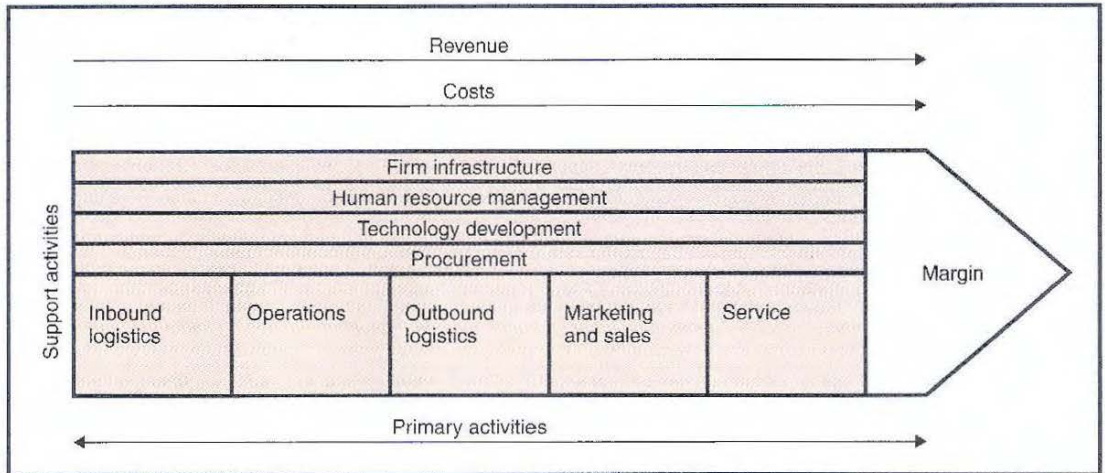 Revenue
Costs
Support activities
Firm infrastructure
Human resource management
Technology development
Procurement
Inbound
logistics
Operations
Outbound
logistics
Marketing
and sales
Service
Margin
Primary activities